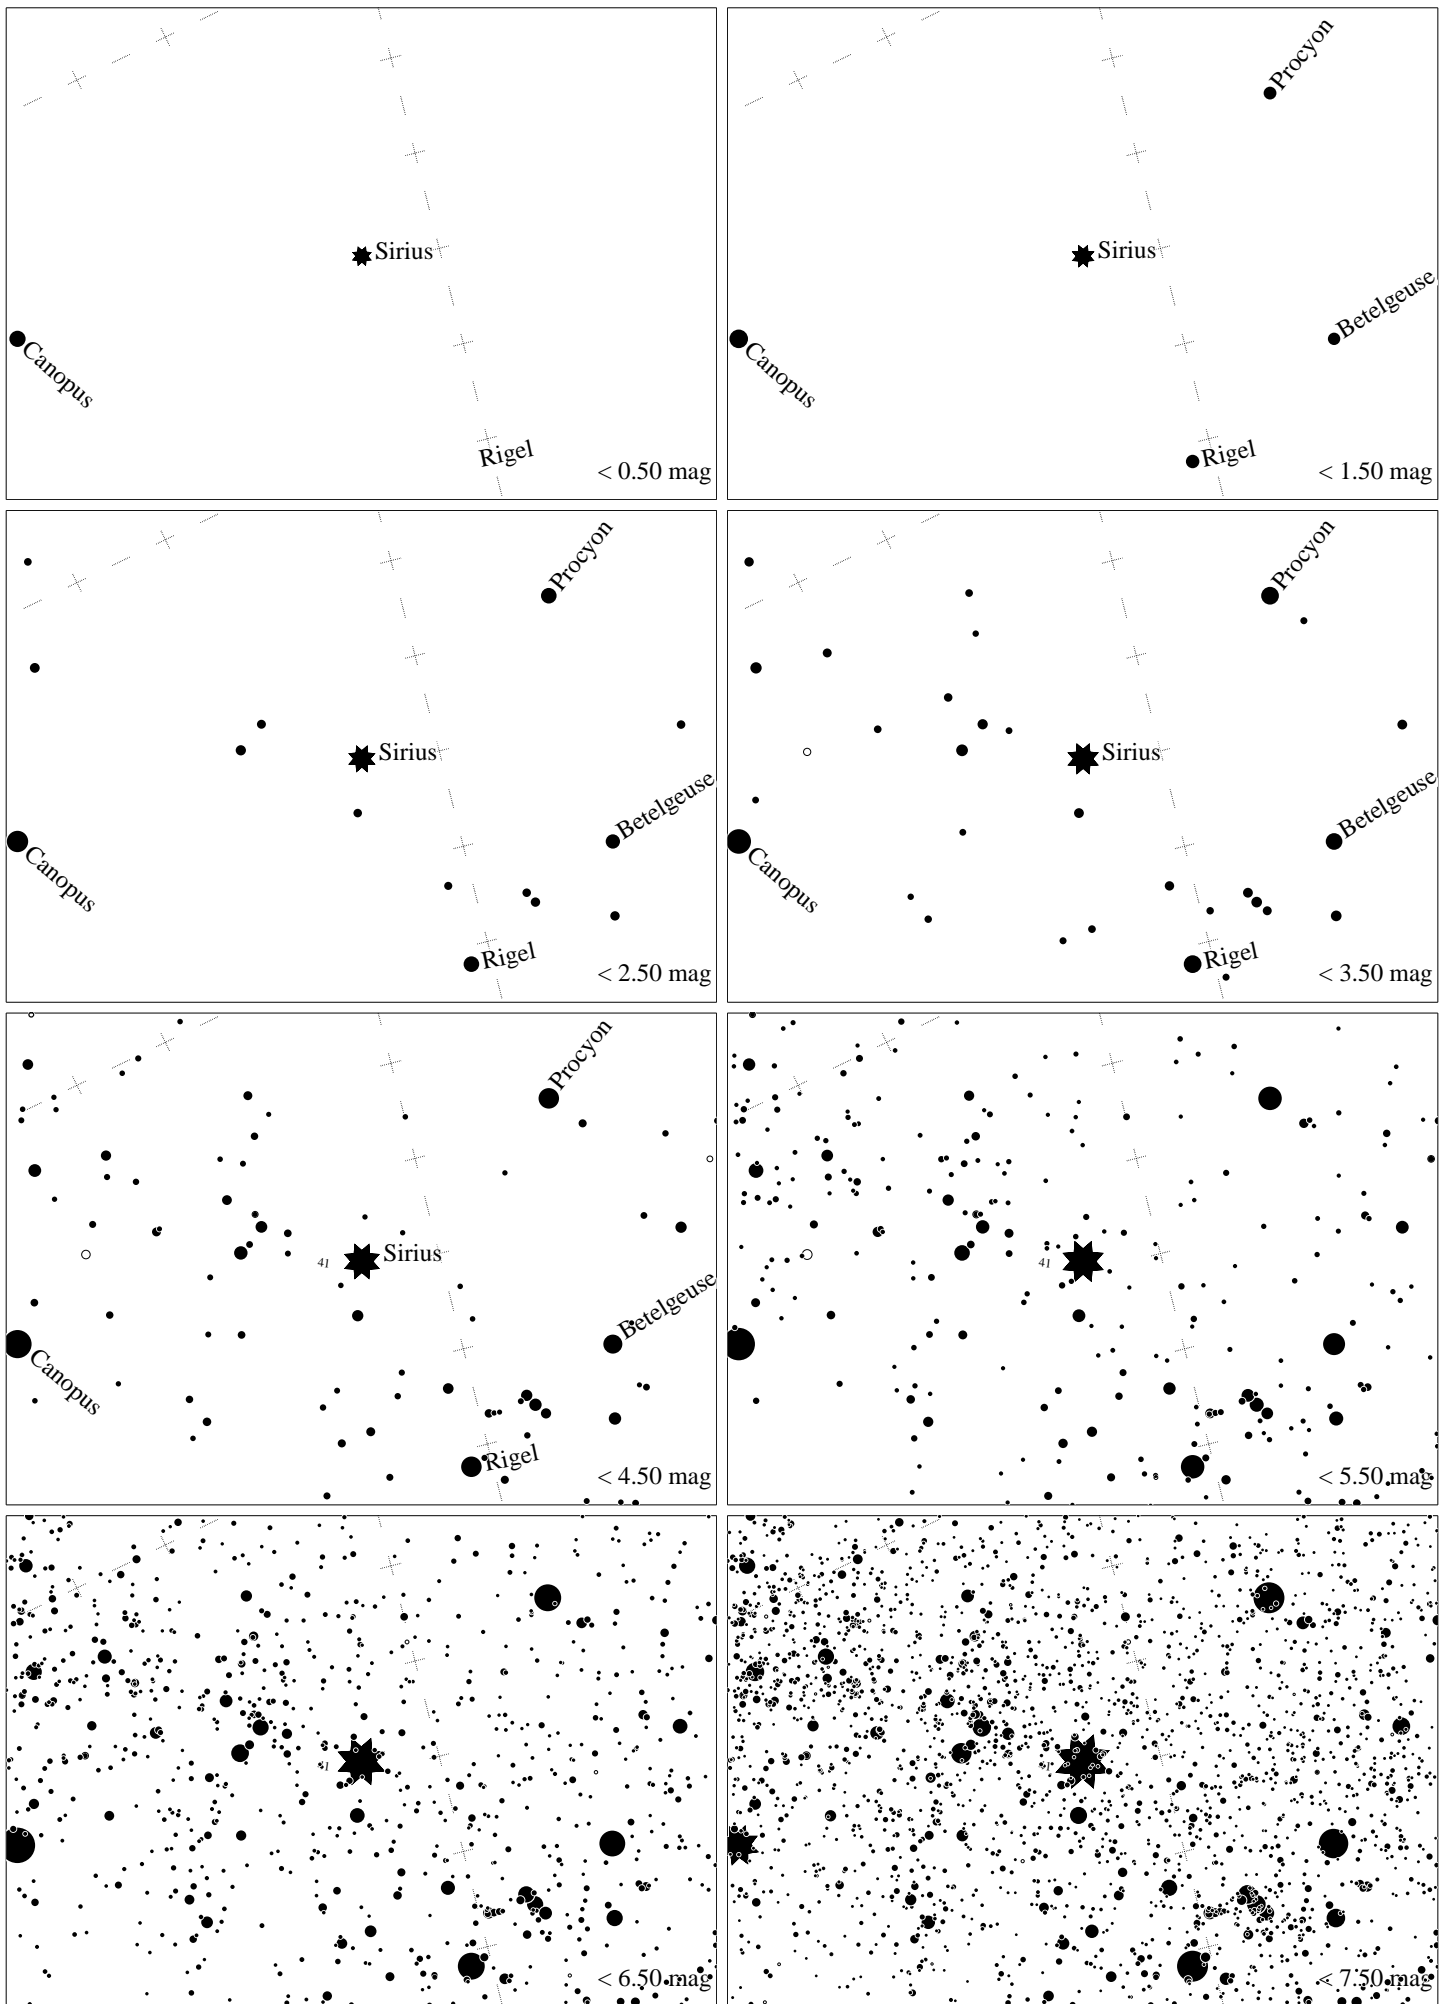 Sirius
Canopus
Rigel
< 0.50 mag
Procyon
Sirius
Betelgeuse
Canopus
Rigel
< 1.50 mag
Procyon
Sirius
Betelgeuse
Canopus
Rigel
< 2.50 mag
Procyon
Sirius
Betelgeuse
Canopus
Rigel
< 3.50 mag
Procyon
41
Sirius
Betelgeuse
Canopus
Rigel
< 4.50 mag
41
< 5.50 mag
41
< 6.50 mag
< 7.50 mag